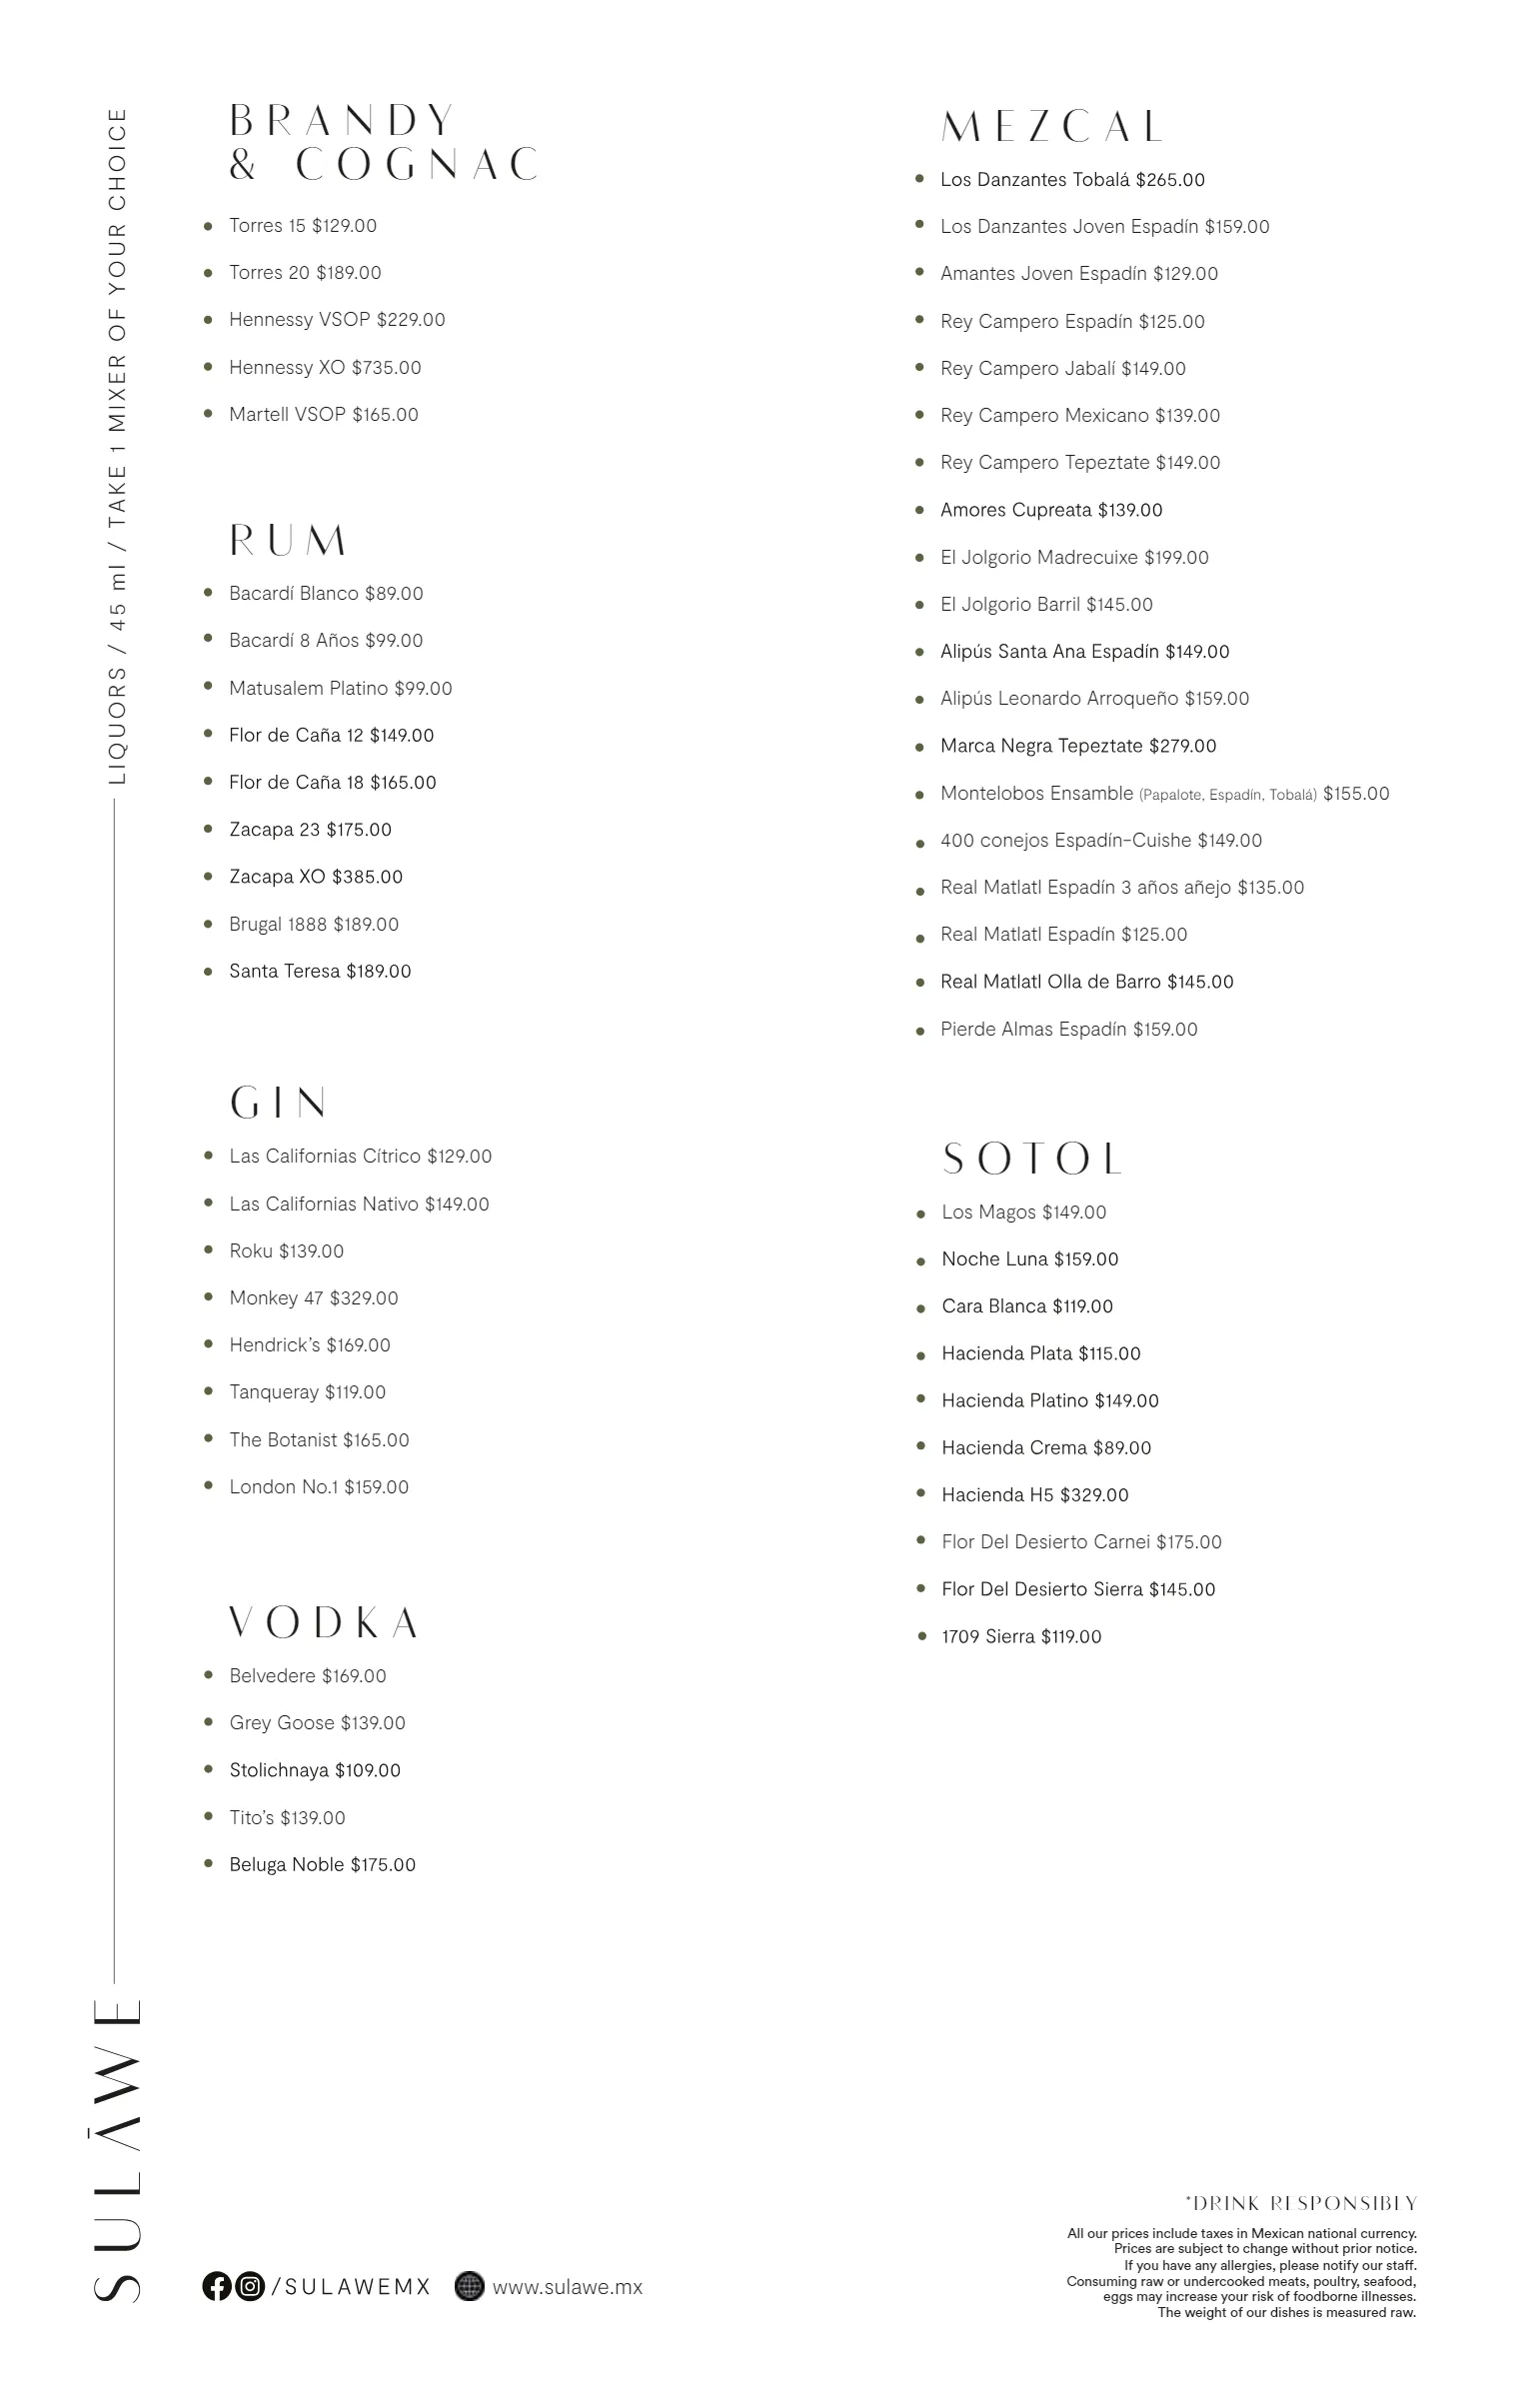 LIQUORS / 45 ml / TAKE 1 MIXER OF YOUR CHOICE
SULĀWE
BRANDY
& COGNAC
Torres 15 $129.00
Torres 20 $189.00
Hennessy VSOP $229.00
Hennessy XO $735.00
Martell VSOP $165.00
RUM
Bacardí Blanco $89.00
Bacardí 8 Años $99.00
Matusalem Platino $99.00
Flor de Caña 12 $149.00
Flor de Caña 18 $165.00
Zacapa 23 $175.00
Zacapa XO $385.00
Brugal 1888 $189.00
Santa Teresa $189.00
GIN
Las Californias Cítrico $129.00
Las Californias Nativo $149.00
Roku $139.00
Monkey 47 $329.00
Hendrick’s $169.00
Tanqueray $119.00
The Botanist $165.00
London No.1 $159.00
VODKA
Belvedere $169.00
Grey Goose $139.00
Stolichnaya $109.00
Tito’s $139.00
Beluga Noble $175.00
MEZCAL
Los Danzantes Tobalá $265.00
Los Danzantes Joven Espadín $159.00
Amantes Joven Espadín $129.00
Rey Campero Espadín $125.00
Rey Campero Jabalí $149.00
Rey Campero Mexicano $139.00
Rey Campero Tepeztate $149.00
Amores Cupreata $139.00
El Jolgorio Madrecuixe $199.00
El Jolgorio Barril $145.00
Alipús Santa Ana Espadín $149.00
Alipús Leonardo Arroqueño $159.00
Marca Negra Tepeztate $279.00
Montelobos Ensamble (Papalote, Espadín, Tobalá) $155.00
400 conejos Espadín-Cuishe $149.00
Real Matlatl Espadín 3 años añejo $135.00
Real Matlatl Espadín $125.00
Real Matlatl Olla de Barro $145.00
Pierde Almas Espadín $159.00
SOTOL
Los Magos $149.00
Noche Luna $159.00
Cara Blanca $119.00
Hacienda Plata $115.00
Hacienda Platino $149.00
Hacienda Crema $89.00
Hacienda H5 $329.00
Flor Del Desierto Carnei $175.00
Flor Del Desierto Sierra $145.00
1709 Sierra $119.00
/SULAWEMX www.sulawe.mx
*DRINK RESPONSIBLY
All our prices include taxes in Mexican national currency.
Prices are subject to change without prior notice.
If you have any allergies, please notify our staff.
Consuming raw or undercooked meats, poultry, seafood,
eggs may increase your risk of foodborne illnesses.
The weight of our dishes is measured raw.